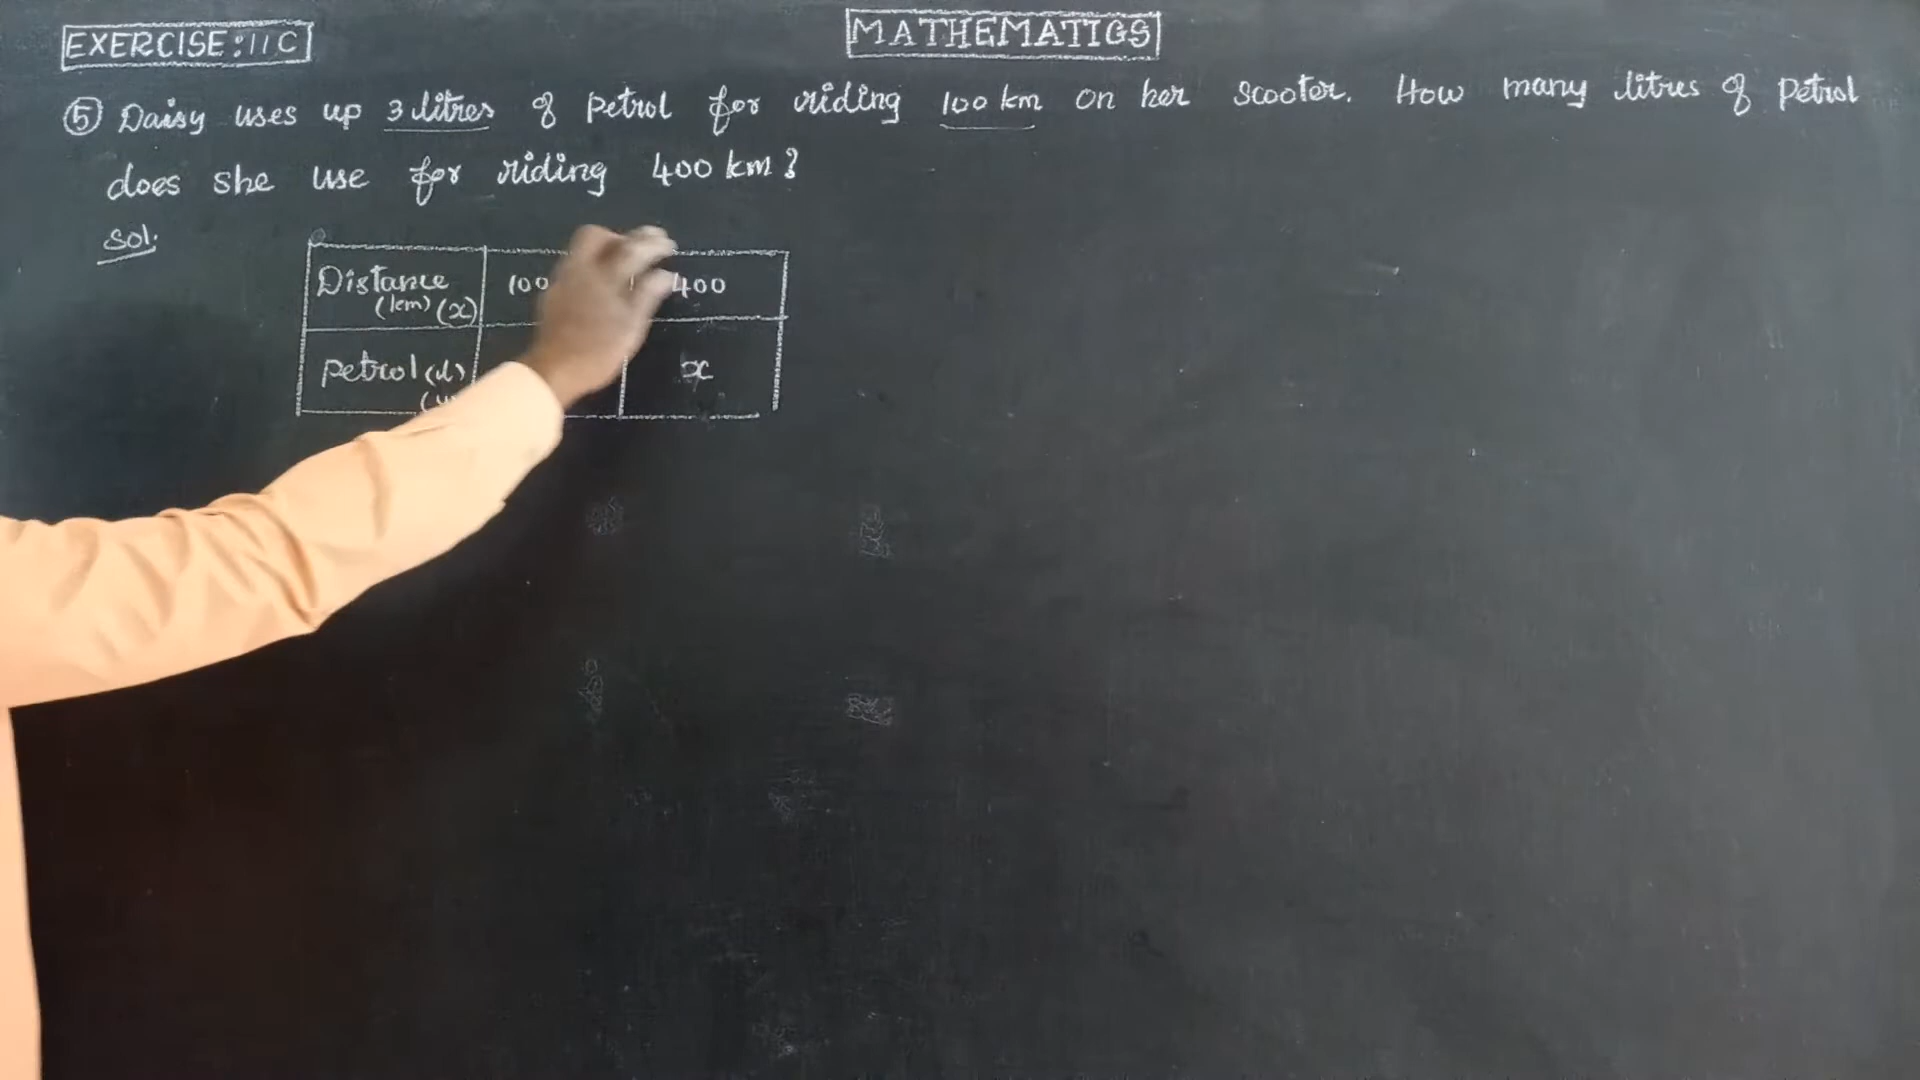 EXERCISE:11C
MATHEMATICS
⑤ Daisy uses up 3 litres of petrol for riding 100 km on her scooter. How many litres of petrol
does she use for riding 400 km?
Sol.
Distance 100 400
(km) (x)
Petrol (l) x